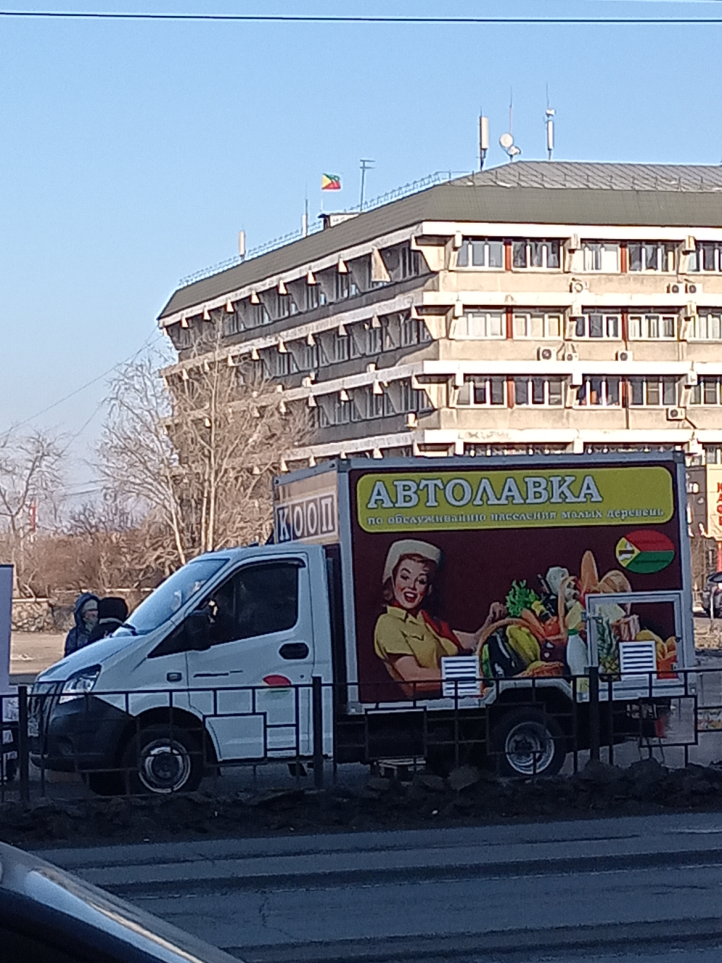 КООП
АВТОЛАВКА
по обслуживанию населения малых деревень